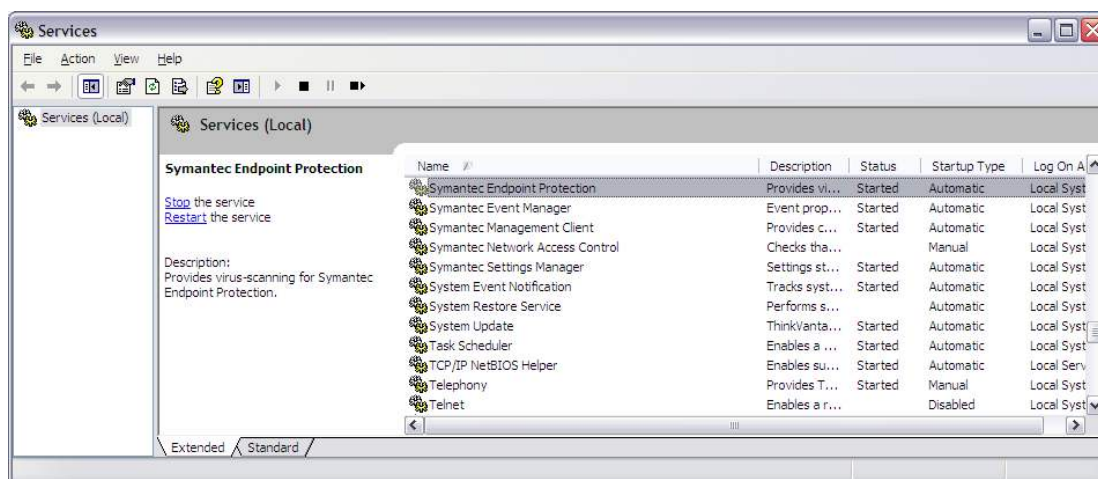 Services
File Action View Help
Services (Local)
Services (Local)
Symantec Endpoint Protection
Stop the service
Restart the service
Description:
Provides virus-scanning for Symantec
Endpoint Protection.
Name Description Status Startup Type Log On A
Symantec Endpoint Protection Provides vi... Started Automatic Local Syst
Symantec Event Manager Event prop... Started Automatic Local Syst
Symantec Management Client Provides c... Started Automatic Local Syst
Symantec Network Access Control Checks tha... Manual Local Syst
Symantec Settings Manager Settings st... Started Automatic Local Syst
System Event Notification Tracks syst... Started Automatic Local Syst
System Restore Service Performs s... Automatic Local Syst
System Update ThinkVanta... Started Automatic Local Syst
Task Scheduler Enables a ... Started Automatic Local Syst
TCP/IP NetBIOS Helper Enables su... Started Automatic Local Serv
Telephony Provides T... Started Manual Local Syst
Telnet Enables a r... Disabled Local Syst
Extended Standard